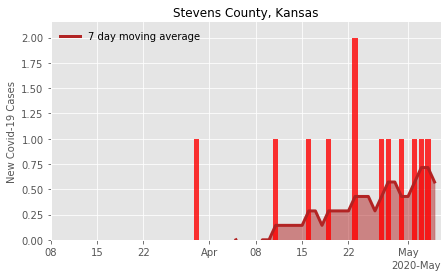 Stevens County, Kansas
7 day moving average
New Covid-19 Cases
2.00
1.75
1.50
1.25
1.00
0.75
0.50
0.25
0.00
08 15 22 Apr 08 15 22 May
2020-May